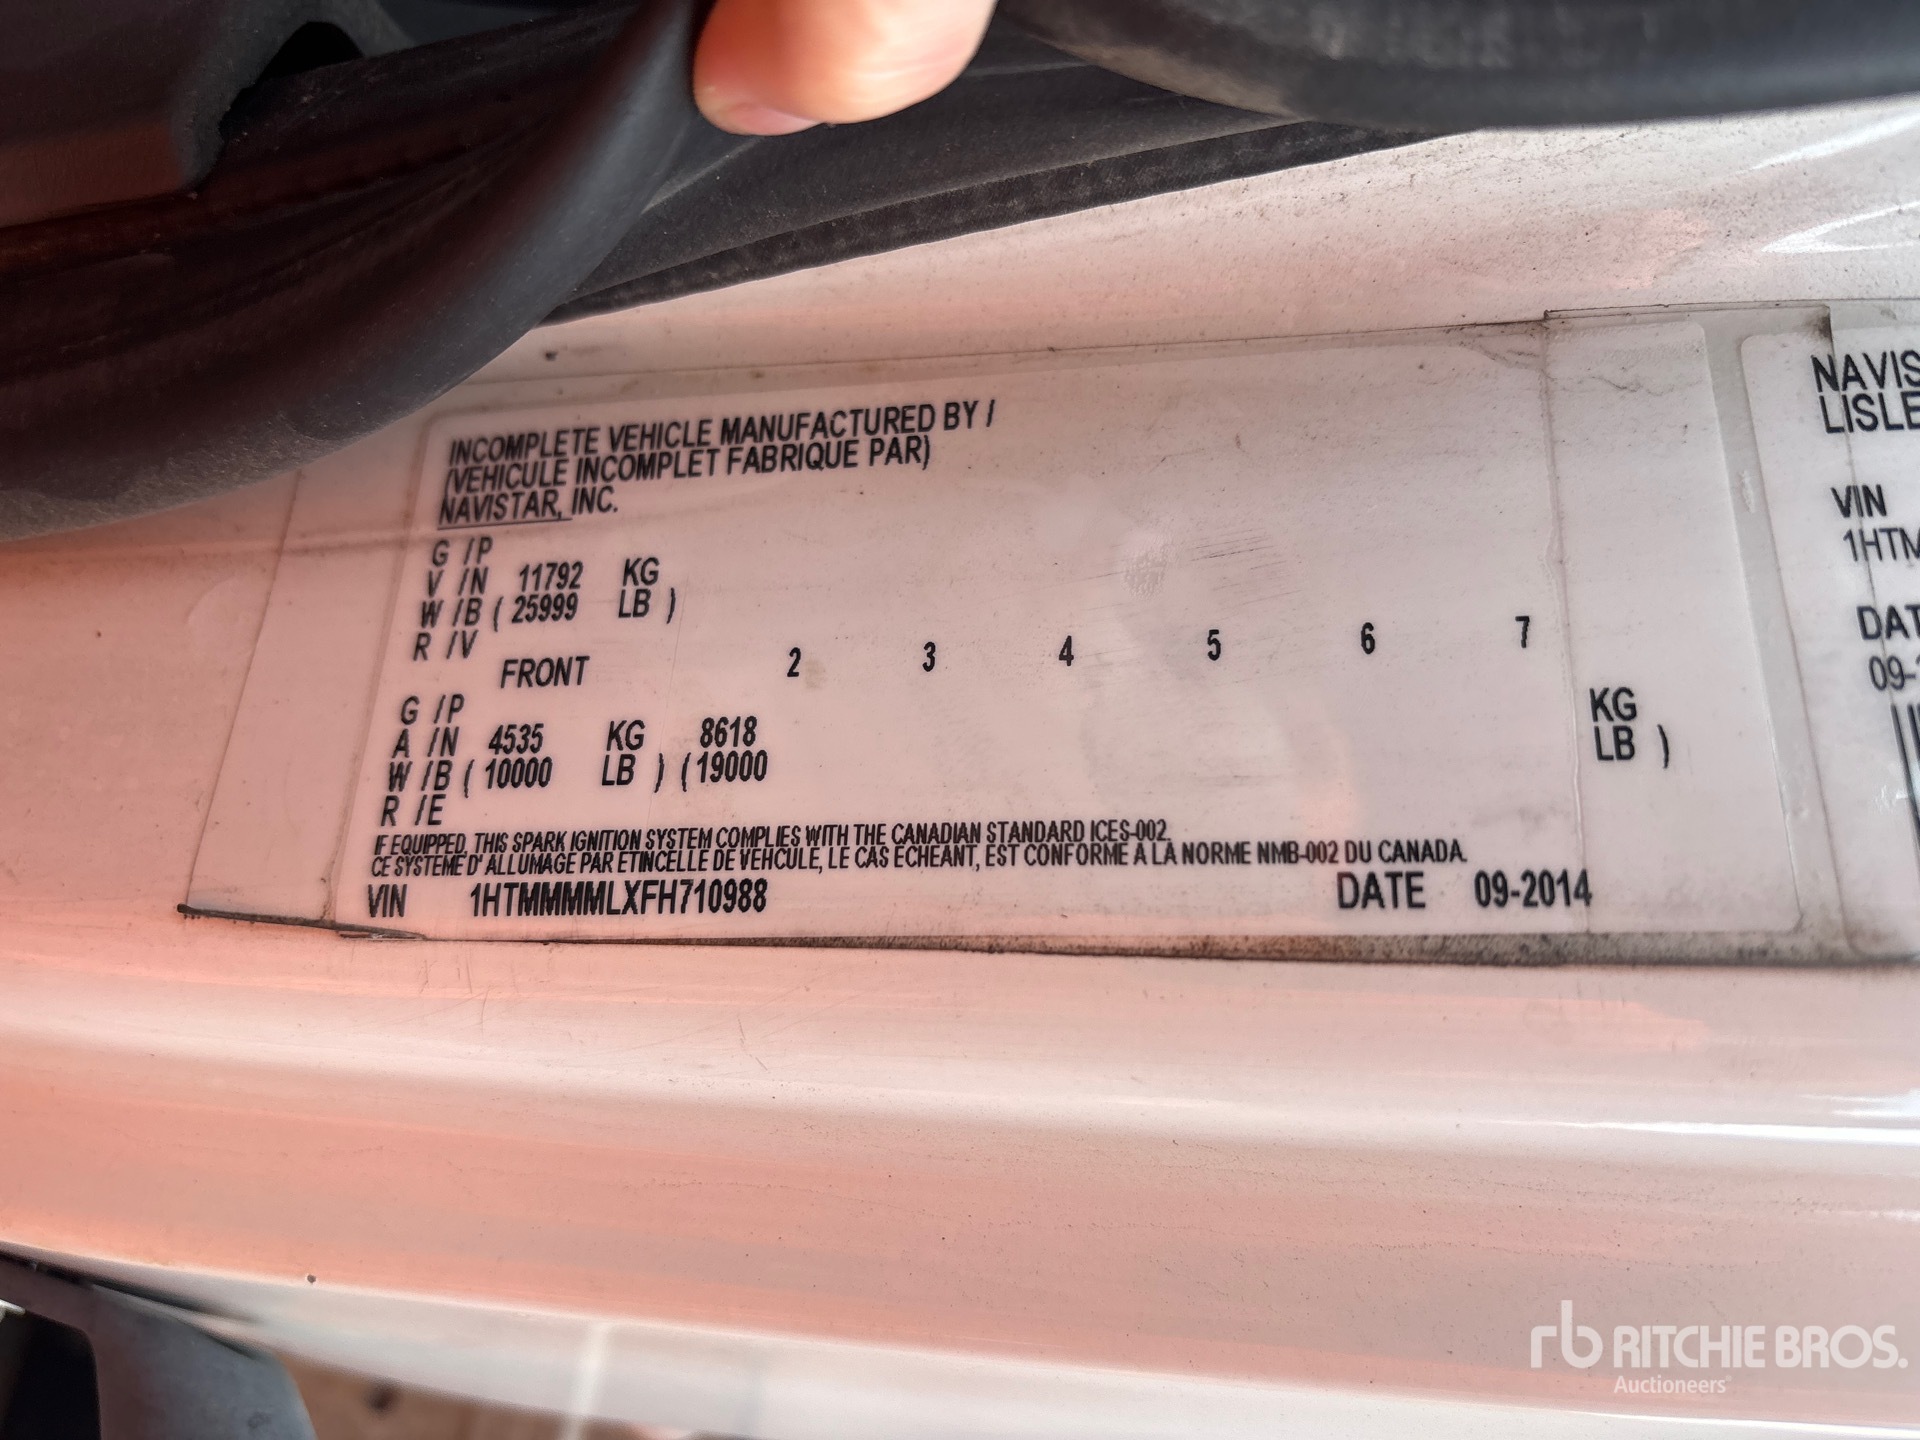 INCOMPLETE VEHICLE MANUFACTURED BY /
(VEHICULE INCOMPLET FABRIQUE PAR)
NAVISTAR, INC.
G /P
V /N 11792 KG
W /B ( 25999 LB )
R /V
FRONT 2 3 4 5 6 7
G /P
A /N 4535 KG 8618 KG
W /B ( 10000 LB ) ( 19000 LB )
R /E
IF EQUIPPED, THIS SPARK IGNITION SYSTEM COMPLIES WITH THE CANADIAN STANDARD ICES-002.
CE SYSTEME D' ALLUMAGE PAR ETINCELLE DE VEHCULE, LE CAS ECHEANT, EST CONFORME A LA NORME NMB-002 DU CANADA.
VIN 1HTMMMMLXFH710988 DATE 09-2014
NAVIS
LISLE
VIN
1HTM
DAT
09-
rb RITCHIE BROS.
Auctioneers